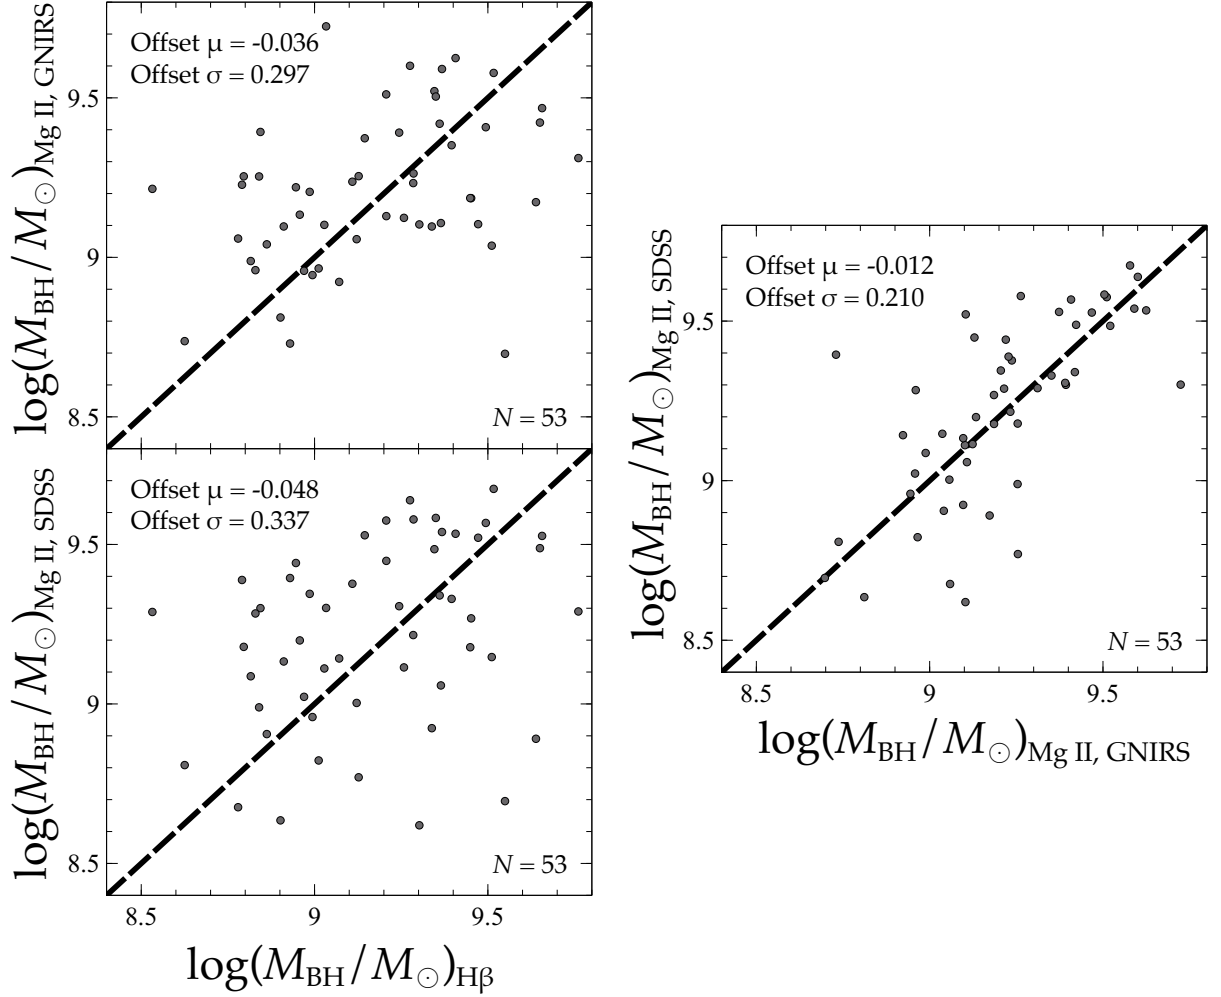 Offset μ = -0.036
Offset σ = 0.297
log(M_BH/M_⊙)_Mg II, GNIRS
9.5
9
8.5
N = 53
Offset μ = -0.048
Offset σ = 0.337
log(M_BH/M_⊙)_Mg II, SDSS
9.5
9
8.5
N = 53
8.5 9 9.5
log(M_BH/M_⊙)_Hβ
Offset μ = -0.012
Offset σ = 0.210
log(M_BH/M_⊙)_Mg II, SDSS
9.5
9
8.5
N = 53
8.5 9 9.5
log(M_BH/M_⊙)_Mg II, GNIRS